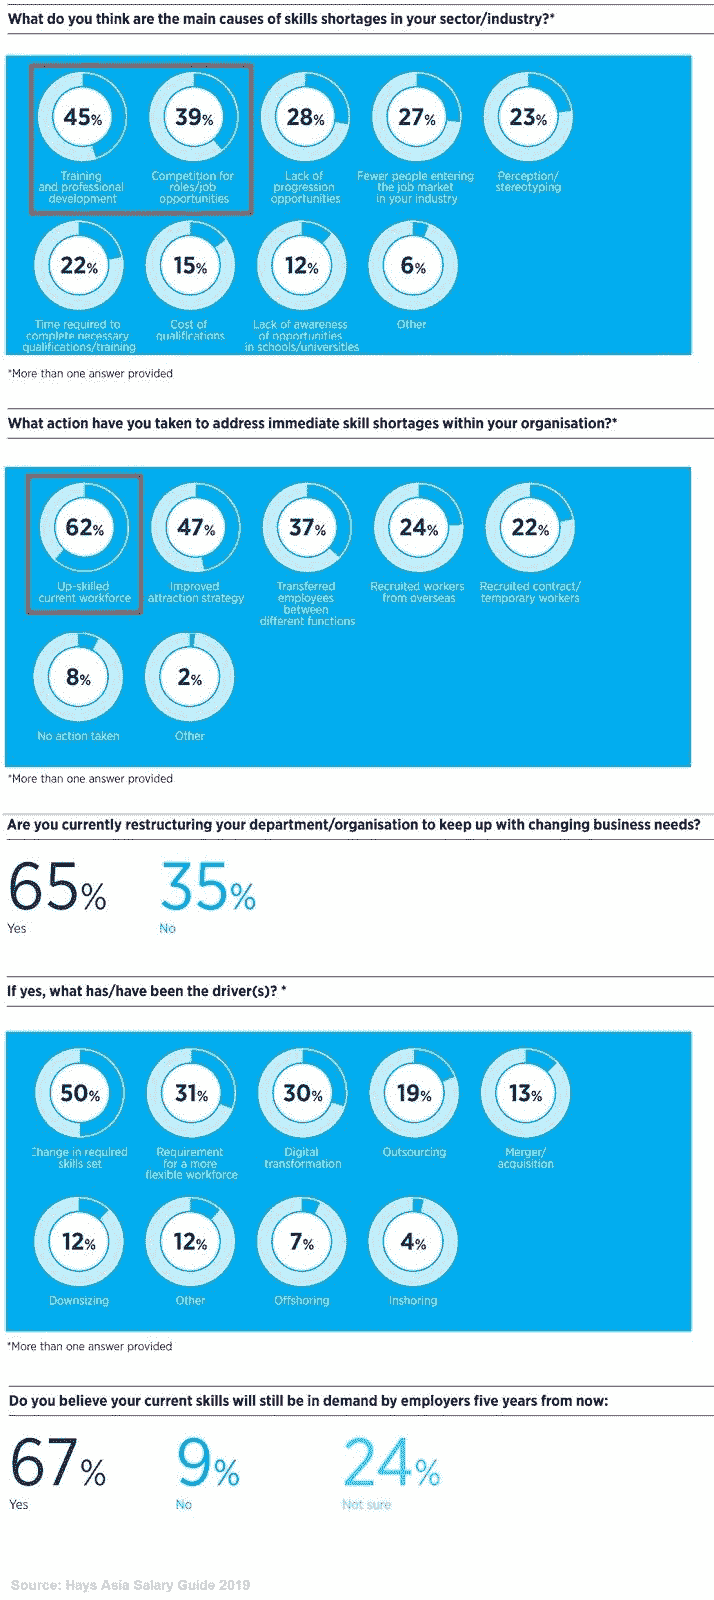 What do you think are the main causes of skills shortages in your sector/industry?*
45% 39% 28% 27% 23%
Training and professional development
Competition for roles/job opportunities
Lack of progression opportunities
Fewer people entering the job market in your industry
Perception/ stereotyping
22% 15% 12% 6%
Time required to complete necessary qualifications/training
Cost of qualifications
Lack of awareness of opportunities in schools/universities
Other
*More than one answer provided
What action have you taken to address immediate skill shortages within your organisation?*
62% 47% 37% 24% 22%
Up-skilled current workforce
Improved attraction strategy
Transferred employees between different functions
Recruited workers from overseas
Recruited contract/ temporary workers
8% 2%
No action taken
Other
*More than one answer provided
Are you currently restructuring your department/organisation to keep up with changing business needs?
65% 35%
Yes No
If yes, what has/have been the driver(s)? *
50% 31% 30% 19% 13%
Change in required skills set
Requirement for a more flexible workforce
Digital transformation
Outsourcing
Merger/ acquisition
12% 12% 7% 4%
Downsizing
Other
Offshoring
Inshoring
*More than one answer provided
Do you believe your current skills will still be in demand by employers five years from now:
67% 9% 24%
Yes No Not sure
Source: Hays Asia Salary Guide 2019